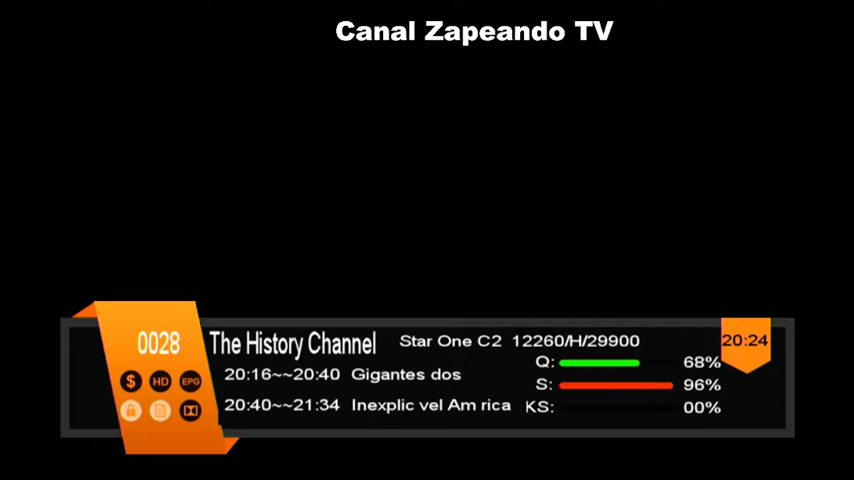 Canal Zapeando TV
0028 The History Channel Star One C2 12260/H/29900 20:24
Q: 68%
$ HD EPG 20:16~~20:40 Gigantes dos
S: 96%
20:40~~21:34 Inexplic vel Am rica KS: 00%